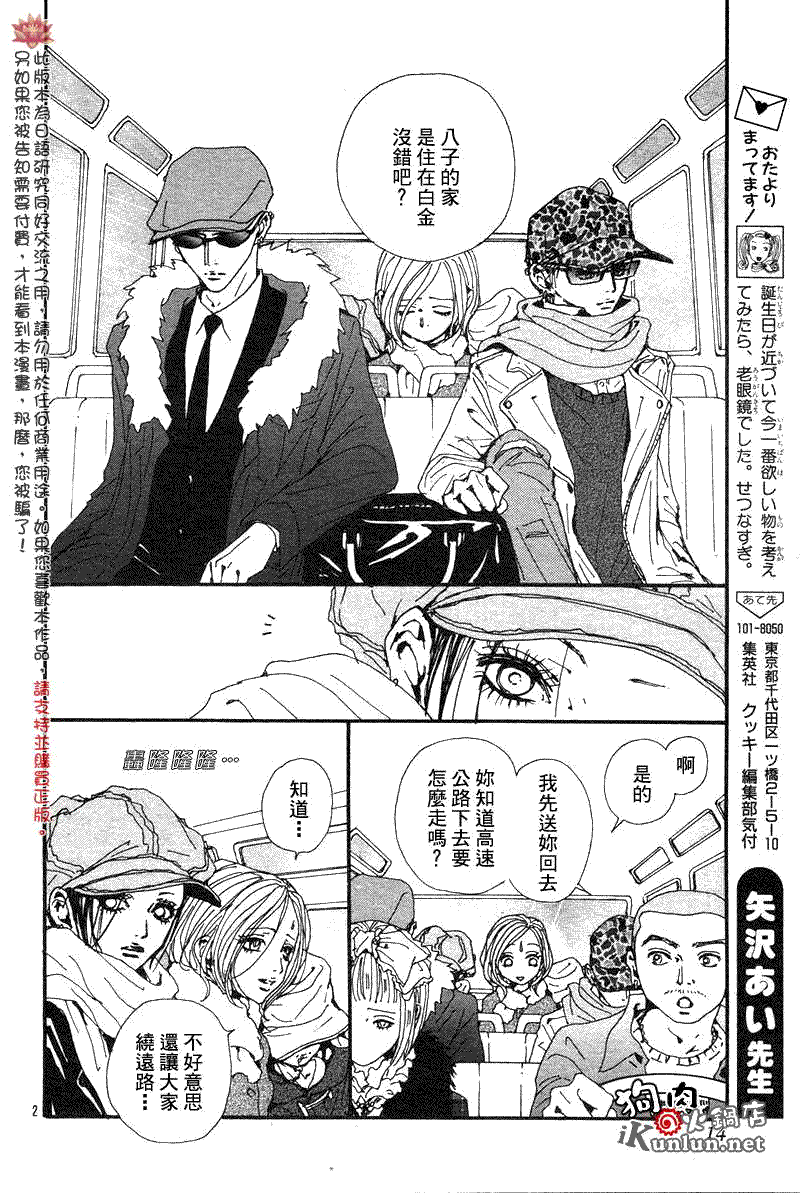 おたより
まってます!
誕生日が近づいて今一番欲しい物を考え
てみたら、老眼鏡でした。せつなすぎ。
あて先
101-8050
東京都千代田区一ツ橋2-5-10
集英社 クッキー編集部気付
矢沢あい先生
八子的家
是住在白金
沒錯吧?
啊
是的
我先送妳回去
妳知道高速
公路下去要
怎麼走嗎?
轟隆隆隆…
知道…
不好意思
還讓大家
繞遠路…
此版本為日語研究同好交流之用,請勿用於任何商業用途。如果您喜歡本作品,請支持並購買正版。
另如果您被告知需要付費,才能看到本漫畫,那麼,您被騙了!
2
14
狗肉
火鍋店
iKunlun.net